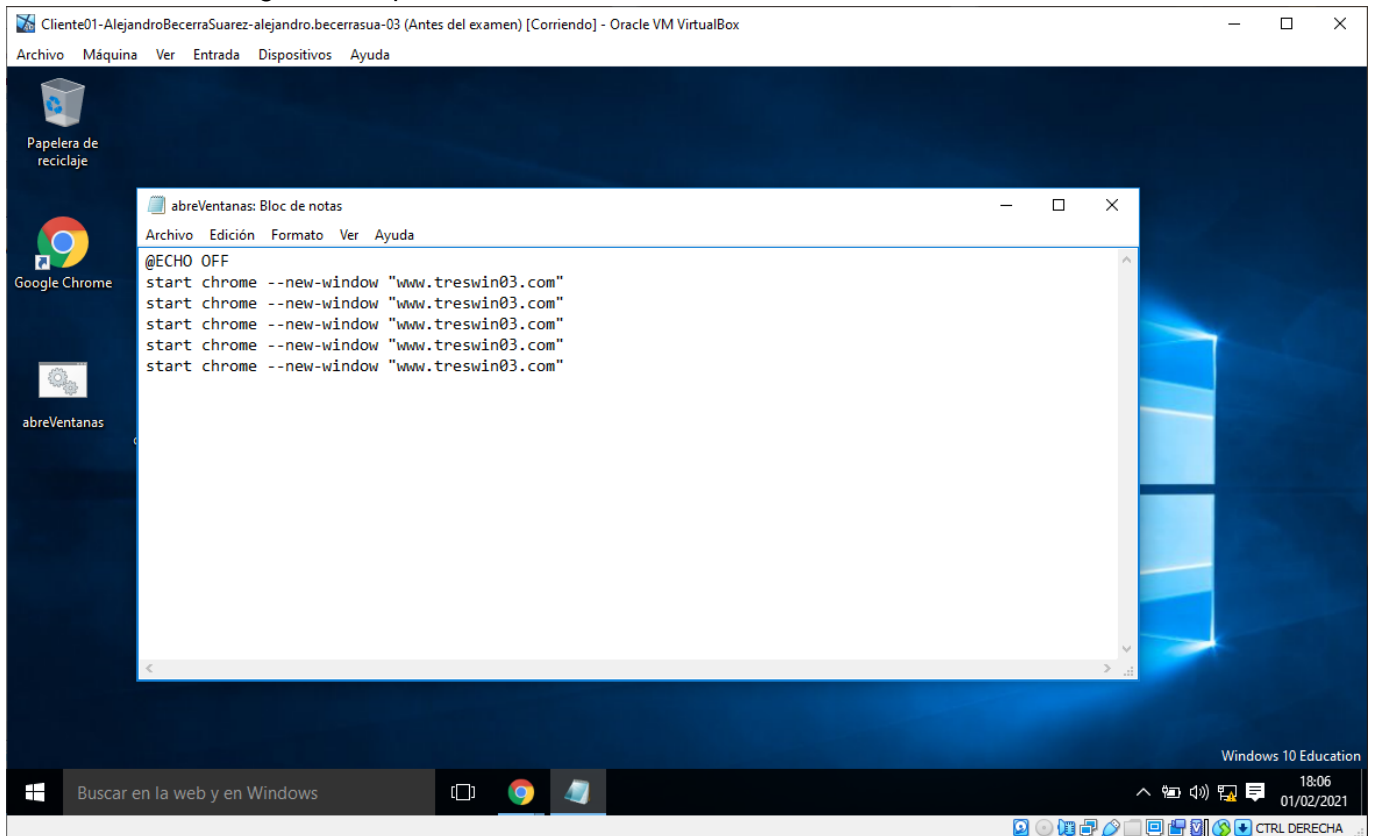 Cliente01-AlejandroBecerraSuarez-alejandro.becerrasua-03 (Antes del examen) [Corriendo] - Oracle VM VirtualBox
Archivo Máquina Ver Entrada Dispositivos Ayuda
Papelera de
reciclaje
abreVentanas: Bloc de notas
Archivo Edición Formato Ver Ayuda
@ECHO OFF
start chrome --new-window "www.treswin03.com"
start chrome --new-window "www.treswin03.com"
start chrome --new-window "www.treswin03.com"
start chrome --new-window "www.treswin03.com"
start chrome --new-window "www.treswin03.com"
Google Chrome
abreVentanas
Windows 10 Education
Buscar en la web y en Windows
18:06
01/02/2021
CTRL DERECHA